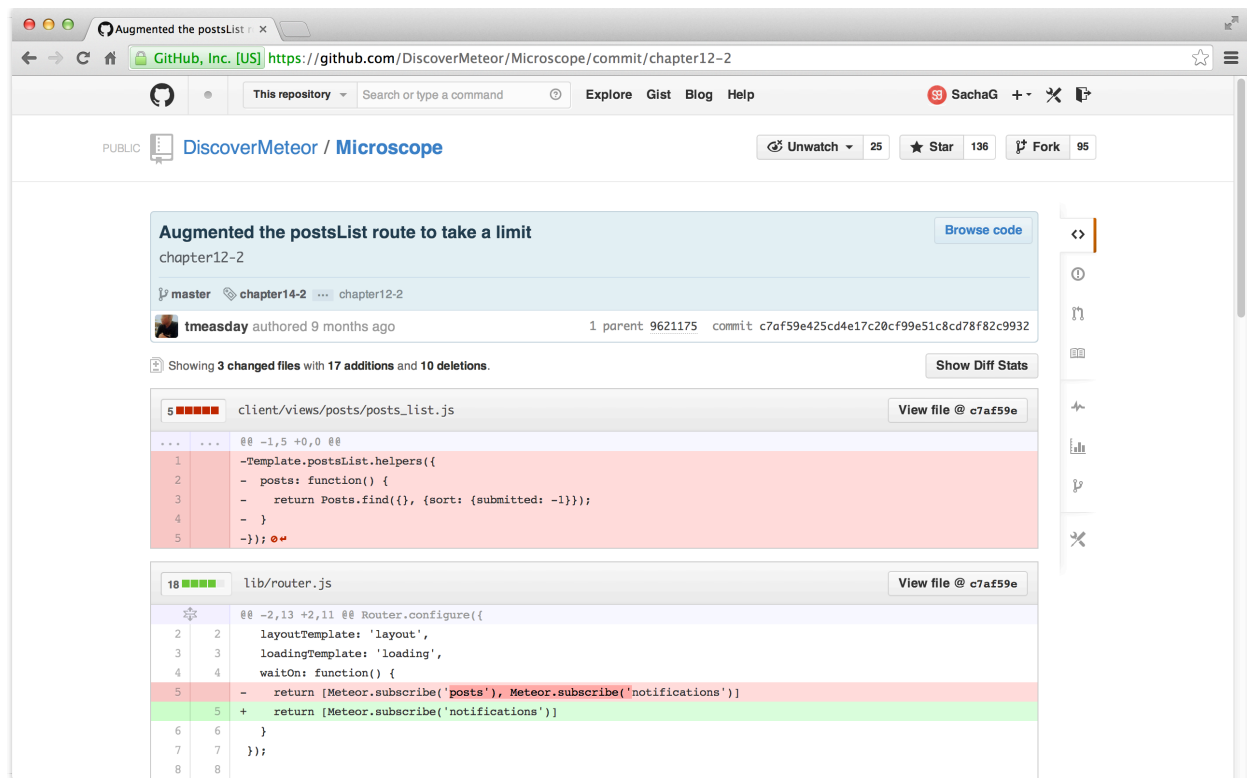 Augmented the postsList r
GitHub, Inc. [US] https://github.com/DiscoverMeteor/Microscope/commit/chapter12-2
This repository Search or type a command Explore Gist Blog Help SachaG
PUBLIC DiscoverMeteor / Microscope Unwatch 25 Star 136 Fork 95
Augmented the postsList route to take a limit Browse code
chapter12-2
master chapter14-2 ... chapter12-2
tmeasday authored 9 months ago 1 parent 9621175 commit c7af59e425cd4e17c20cf99e51c8cd78f82c9932
Showing 3 changed files with 17 additions and 10 deletions. Show Diff Stats
5 client/views/posts/posts_list.js View file @ c7af59e
... ... @@ -1,5 +0,0 @@
1 -Template.postsList.helpers({
2 -  posts: function() {
3 -    return Posts.find({}, {sort: {submitted: -1}});
4 -  }
5 -});
18 lib/router.js View file @ c7af59e
@@ -2,13 +2,11 @@ Router.configure({
2 2 layoutTemplate: 'layout',
3 3 loadingTemplate: 'loading',
4 4 waitOn: function() {
5 -    return [Meteor.subscribe('posts'), Meteor.subscribe('notifications')]
5 +    return [Meteor.subscribe('notifications')]
6 6 }
7 7 });
8 8